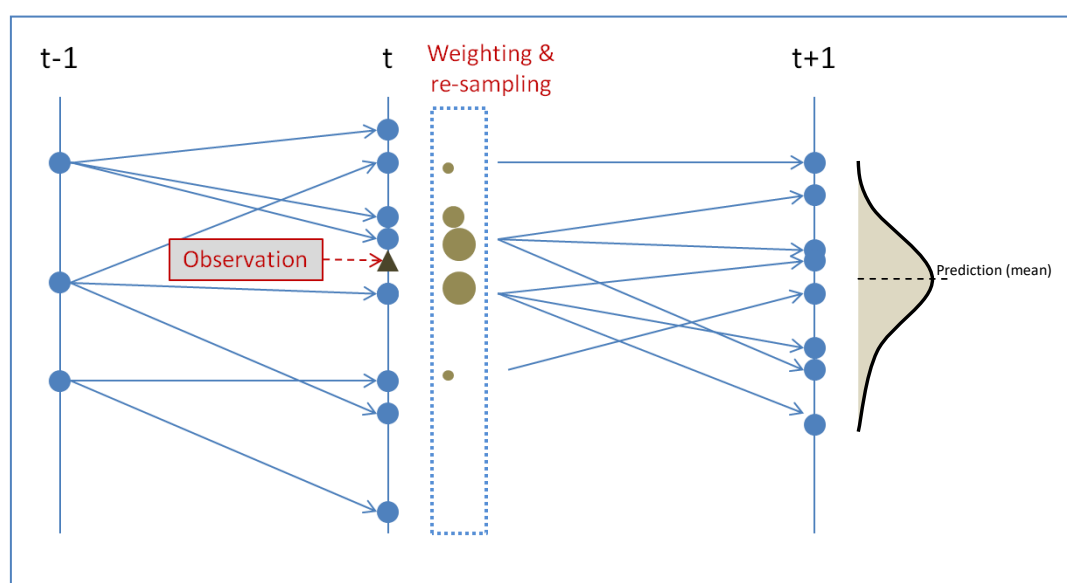 t-1
t
Weighting &
re-sampling
t+1
Observation
Prediction (mean)